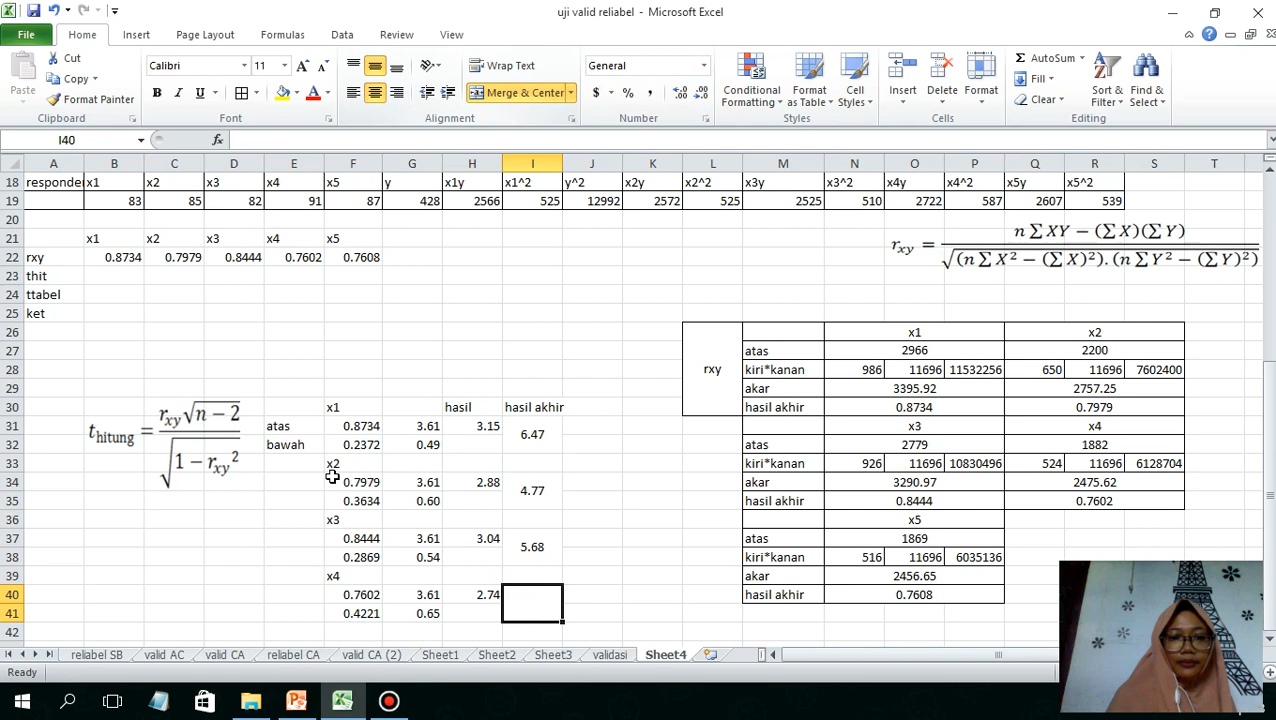 uji valid reliabel - Microsoft Excel
File Home Insert Page Layout Formulas Data Review View
Cut
Copy
Format Painter
Paste
Clipboard
Calibri 11
B I U
Font
Wrap Text
Merge & Center
Alignment
General
$ % ,
Number
Conditional Formatting
Format as Table
Cell Styles
Styles
Insert Delete Format
Cells
AutoSum
Fill
Clear
Sort & Filter
Find & Select
Editing
I40 fx
A B C D E F G H I J K L M N O P Q R S T
18 responder x1 x2 x3 x4 x5 y x1y x1^2 y^2 x2y x2^2 x3y x3^2 x4y x4^2 x5y x5^2
19 83 85 82 91 87 428 2566 525 12992 2572 525 2525 510 2722 587 2607 539
20
21 x1 x2 x3 x4 x5
22 rxy 0.8734 0.7979 0.8444 0.7602 0.7608
r_xy = n ∑ XY − (∑ X)(∑ Y) / √(n ∑ X² − (∑ X)²).(n ∑ Y² − (∑ Y)²)
23 thit
24 ttabel
25 ket
26 x1 x2
27 atas 2966 2200
28 rxy kiri*kanan 986 11696 11532256 650 11696 7602400
29 akar 3395.92 2757.25
30 x1 hasil hasil akhir hasil akhir 0.8734 0.7979
t_hitung = r_xy √n − 2 / √1 − r_xy²
31 atas 0.8734 3.61 3.15 6.47 x3 x4
32 bawah 0.2372 0.49 atas 2779 1882
33 x2 kiri*kanan 926 11696 10830496 524 11696 6128704
34 0.7979 3.61 2.88 4.77 akar 3290.97 2475.62
35 0.3634 0.60 hasil akhir 0.8444 0.7602
36 x3 x5
37 0.8444 3.61 3.04 5.68 atas 1869
38 0.2869 0.54 kiri*kanan 516 11696 6035136
39 x4 akar 2456.65
40 0.7602 3.61 2.74 hasil akhir 0.7608
41 0.4221 0.65
42
reliabel SB valid AC valid CA reliabel CA valid CA (2) Sheet1 Sheet2 Sheet3 validasi Sheet4
Ready